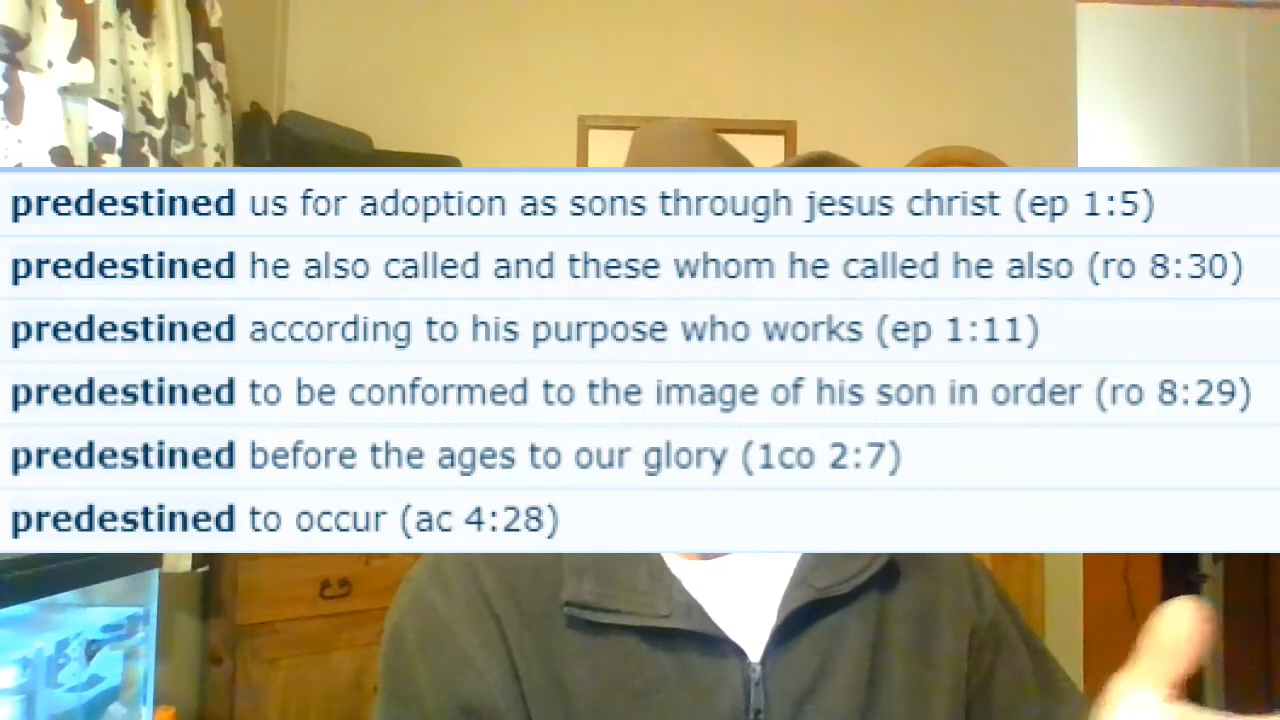 predestined us for adoption as sons through jesus christ (ep 1:5)
predestined he also called and these whom he called he also (ro 8:30)
predestined according to his purpose who works (ep 1:11)
predestined to be conformed to the image of his son in order (ro 8:29)
predestined before the ages to our glory (1co 2:7)
predestined to occur (ac 4:28)